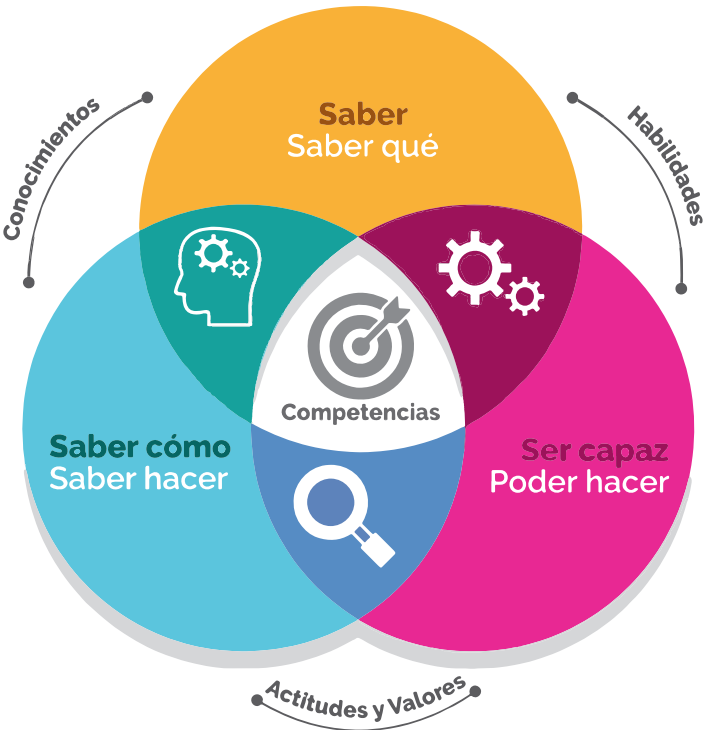 Conocimientos
Habilidades
Saber
Saber qué
Competencias
Saber cómo
Saber hacer
Ser capaz
Poder hacer
Actitudes y Valores